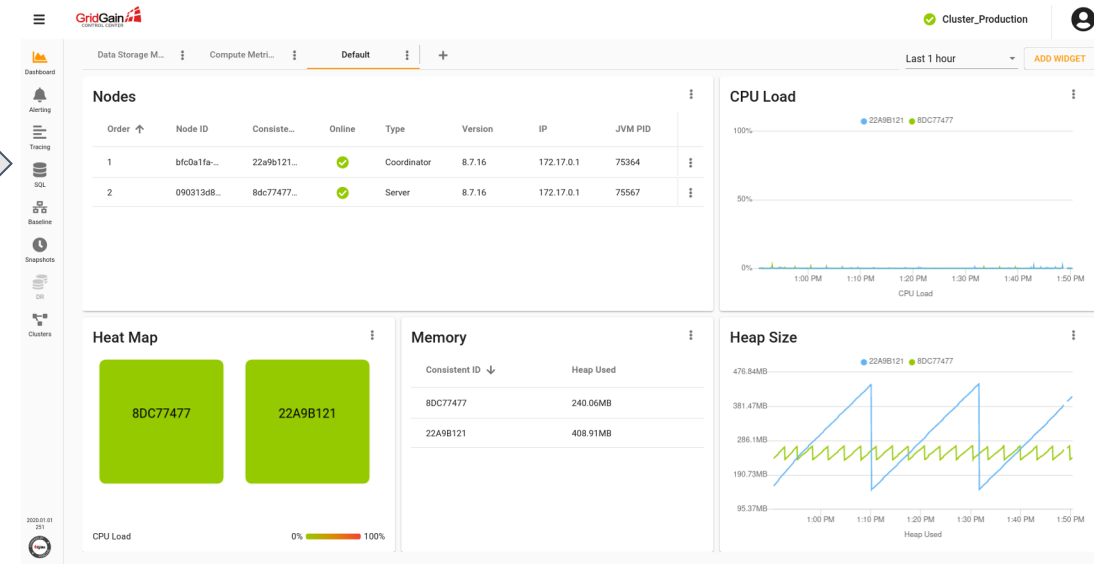 GridGain
CONTROL CENTER
Cluster_Production
Dashboard
Alerting
Tracing
SQL
Baseline
Snapshots
DR
Clusters
2020.01.01
251
Data Storage M...
Compute Metri...
Default
+
Last 1 hour
ADD WIDGET
Nodes
Order Node ID Consiste... Online Type Version IP JVM PID
1 bfc0a1fa-... 22a9b121... Coordinator 8.7.16 172.17.0.1 75364
2 090313d8... 8dc77477... Server 8.7.16 172.17.0.1 75567
CPU Load
22A9B121 8DC77477
100%
50%
0%
1:00 PM 1:10 PM 1:20 PM 1:30 PM 1:40 PM 1:50 PM
CPU Load
Heat Map
8DC77477 22A9B121
CPU Load 0% 100%
Memory
Consistent ID Heap Used
8DC77477 240.06MB
22A9B121 408.91MB
Heap Size
22A9B121 8DC77477
476.84MB
381.47MB
286.1MB
190.73MB
95.37MB
1:00 PM 1:10 PM 1:20 PM 1:30 PM 1:40 PM 1:50 PM
Heap Used